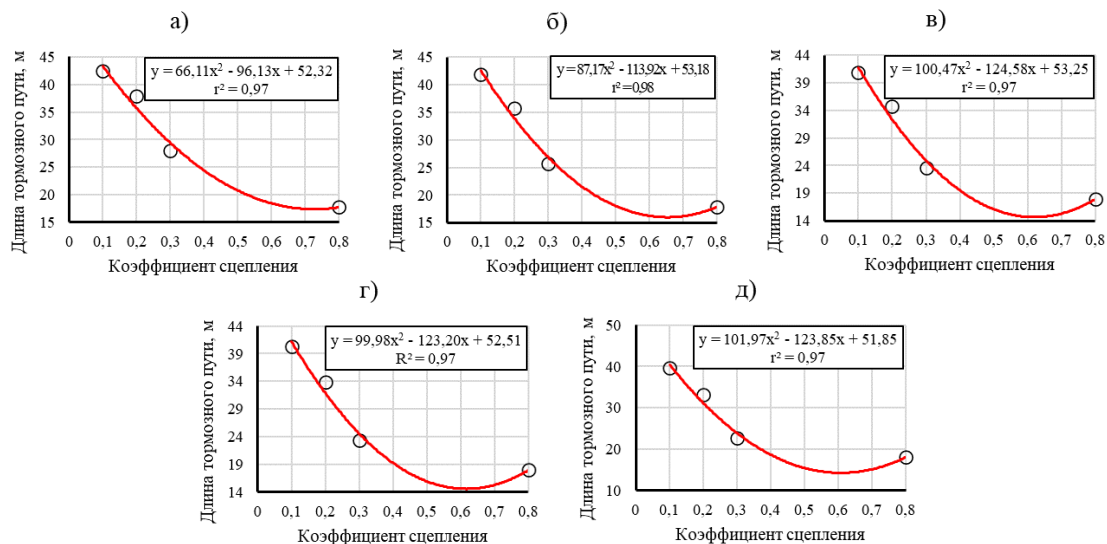 а)
Длина тормозного пути, м
45
40
35
30
25
20
15
y = 66,11x² - 96,13x + 52,32
r² = 0,97
0 0,1 0,2 0,3 0,4 0,5 0,6 0,7 0,8
Коэффициент сцепления
б)
Длина тормозного пути, м
45
40
35
30
25
20
15
y = 87,17x² - 113,92x + 53,18
r² = 0,98
0 0,1 0,2 0,3 0,4 0,5 0,6 0,7 0,8
Коэффициент сцепления
в)
Длина тормозного пути, м
44
39
34
29
24
19
14
y = 100,47x² - 124,58x + 53,25
r² = 0,97
0 0,1 0,2 0,3 0,4 0,5 0,6 0,7 0,8
Коэффициент сцепления
г)
Длина тормозного пути, м
44
39
34
29
24
19
14
y = 99,98x² - 123,20x + 52,51
R² = 0,97
0 0,1 0,2 0,3 0,4 0,5 0,6 0,7 0,8
Коэффициент сцепления
д)
Длина тормозного пути, м
50
40
30
20
10
y = 101,97x² - 123,85x + 51,85
r² = 0,97
0 0,1 0,2 0,3 0,4 0,5 0,6 0,7 0,8
Коэффициент сцепления